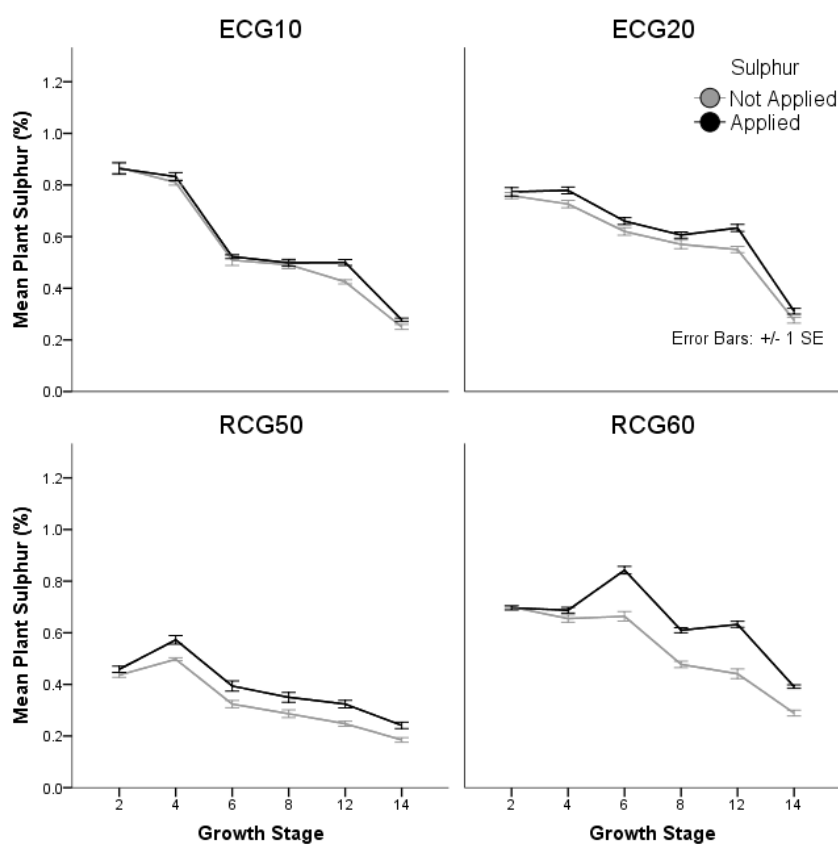 ECG10
ECG20
Sulphur
Not Applied
Applied
Mean Plant Sulphur (%)
1.2
1.0
0.8
0.6
0.4
0.2
0.0
Error Bars: +/- 1 SE
RCG50
RCG60
Mean Plant Sulphur (%)
1.2
1.0
0.8
0.6
0.4
0.2
0.0
2 4 6 8 12 14
2 4 6 8 12 14
Growth Stage
Growth Stage